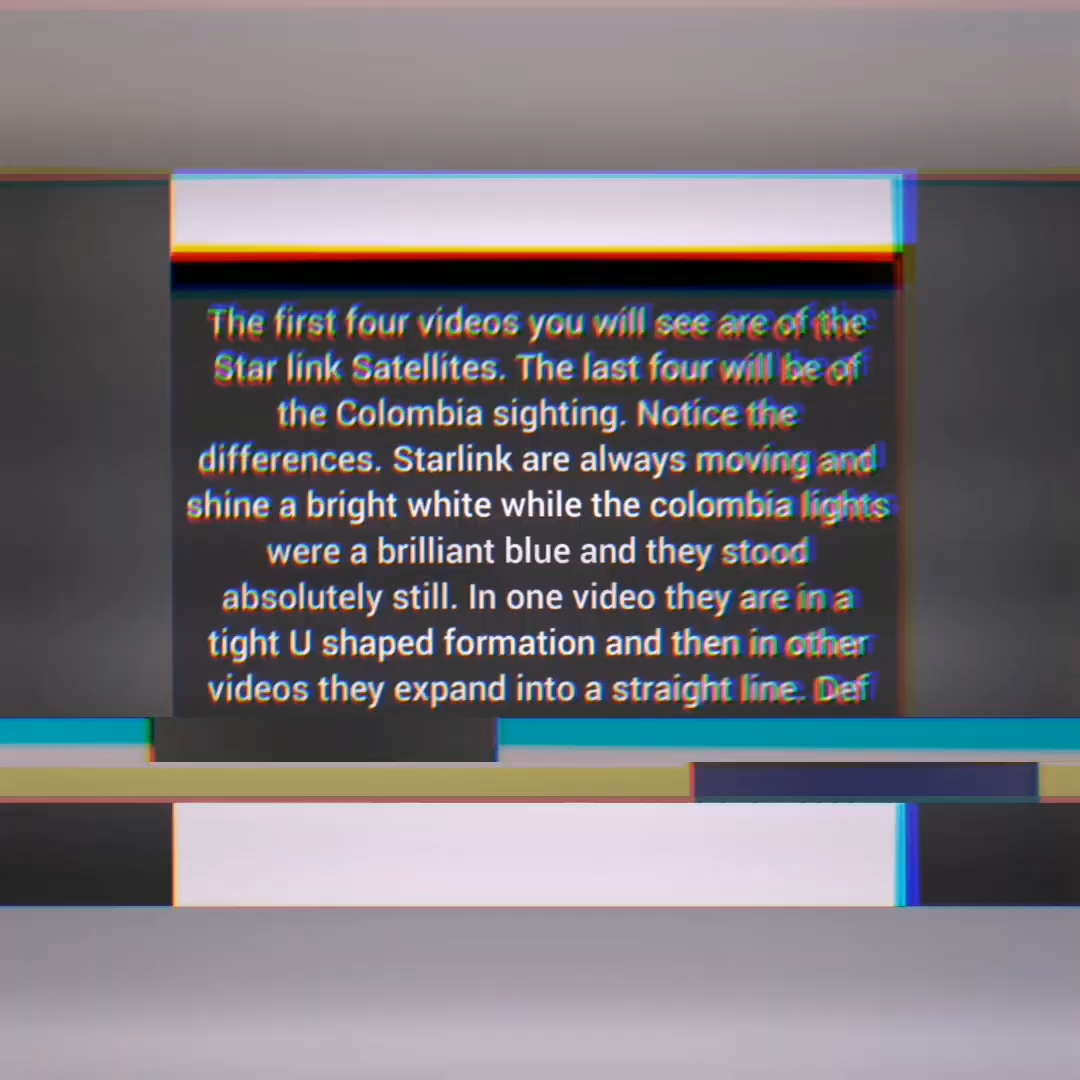 The first four videos you will see are of the
Star link Satellites. The last four will be of
the Colombia sighting. Notice the
differences. Starlink are always moving and
shine a bright white while the colombia lights
were a brilliant blue and they stood
absolutely still. In one video they are in a
tight U shaped formation and then in other
videos they expand into a straight line. Def